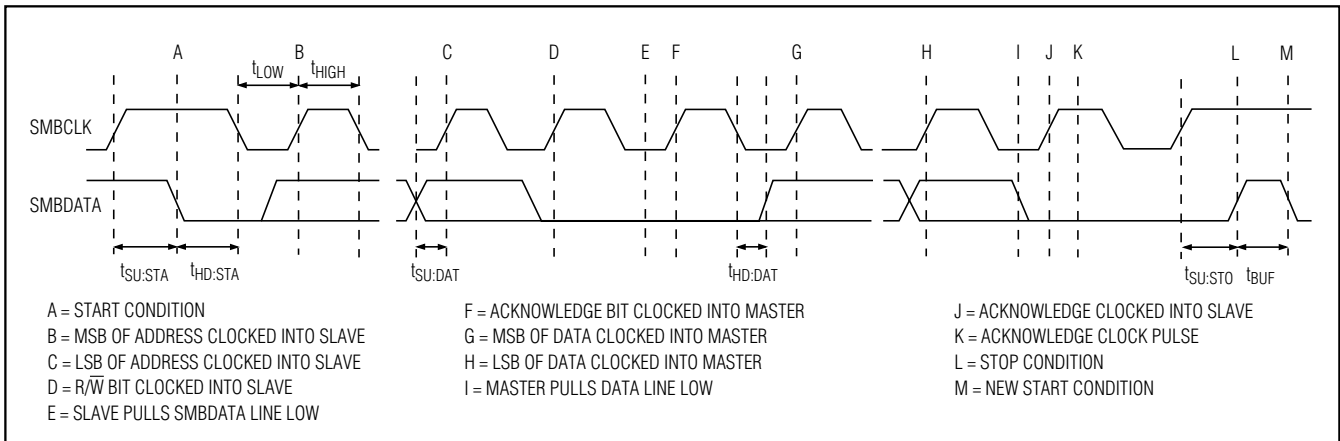 A B C D E F G H I J K L M
tLOW tHIGH
SMBCLK
SMBDATA
tSU:STA tHD:STA tSU:DAT tHD:DAT tSU:STO tBUF
A = START CONDITION
B = MSB OF ADDRESS CLOCKED INTO SLAVE
C = LSB OF ADDRESS CLOCKED INTO SLAVE
D = R/W̅ BIT CLOCKED INTO SLAVE
E = SLAVE PULLS SMBDATA LINE LOW
F = ACKNOWLEDGE BIT CLOCKED INTO MASTER
G = MSB OF DATA CLOCKED INTO MASTER
H = LSB OF DATA CLOCKED INTO MASTER
I = MASTER PULLS DATA LINE LOW
J = ACKNOWLEDGE CLOCKED INTO SLAVE
K = ACKNOWLEDGE CLOCK PULSE
L = STOP CONDITION
M = NEW START CONDITION